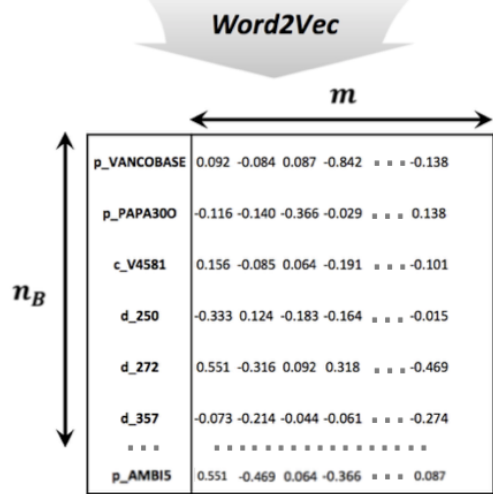 Word2Vec
m
n_B
p_VANCOBASE 0.092 -0.084 0.087 -0.842 ... -0.138
p_PAPA30O -0.116 -0.140 -0.366 -0.029 ... 0.138
c_V4581 0.156 -0.085 0.064 -0.191 ... -0.101
d_250 -0.333 0.124 -0.183 -0.164 ... -0.015
d_272 0.551 -0.316 0.092 0.318 ... -0.469
d_357 -0.073 -0.214 -0.044 -0.061 ... -0.274
... .................
p_AMBI5 0.551 -0.469 0.064 -0.366 ... 0.087